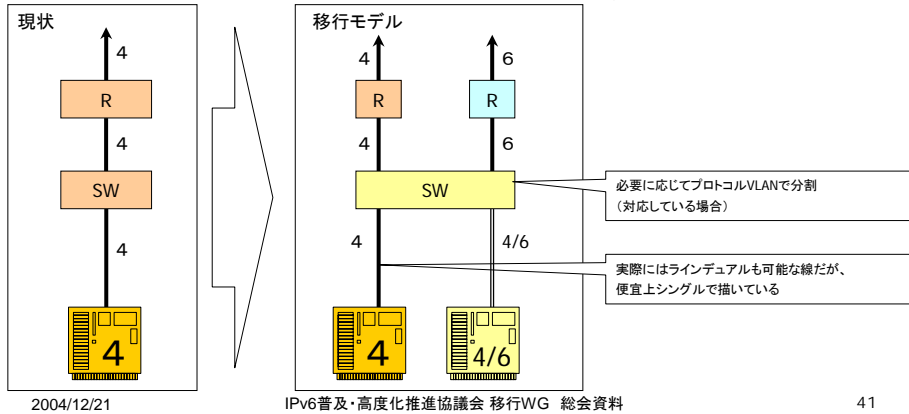 現状
4
R
4
SW
4
4
移行モデル
4
6
R
R
4
6
SW
4
4/6
4
4/6
必要に応じてプロトコルVLANで分割
(対応している場合)
実際にはラインデュアルも可能な線だが、
便宜上シングルで描いている
2004/12/21
IPv6普及・高度化推進協議会 移行WG 総会資料
41